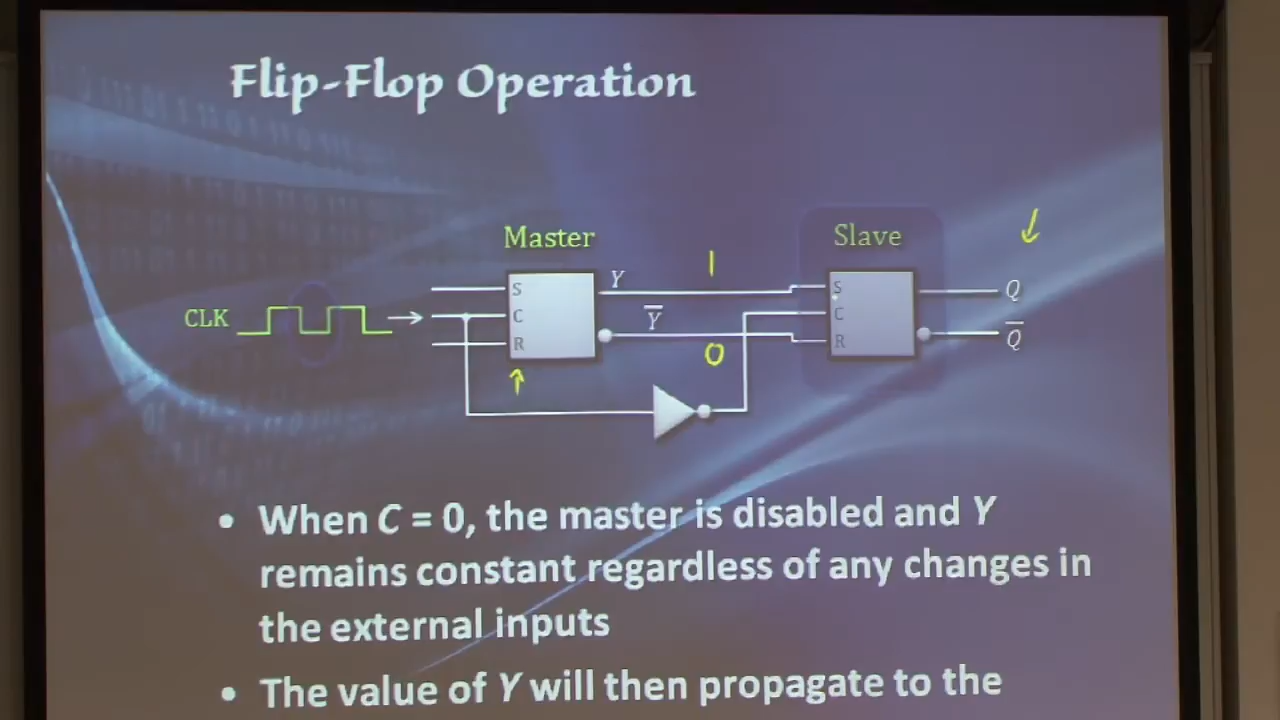 Flip-Flop Operation
Master
Slave
CLK
S
C
R
Y
Y̅
1
0
S
C
R
Q
Q̅
• When C = 0, the master is disabled and Y
remains constant regardless of any changes in
the external inputs
• The value of Y will then propagate to the